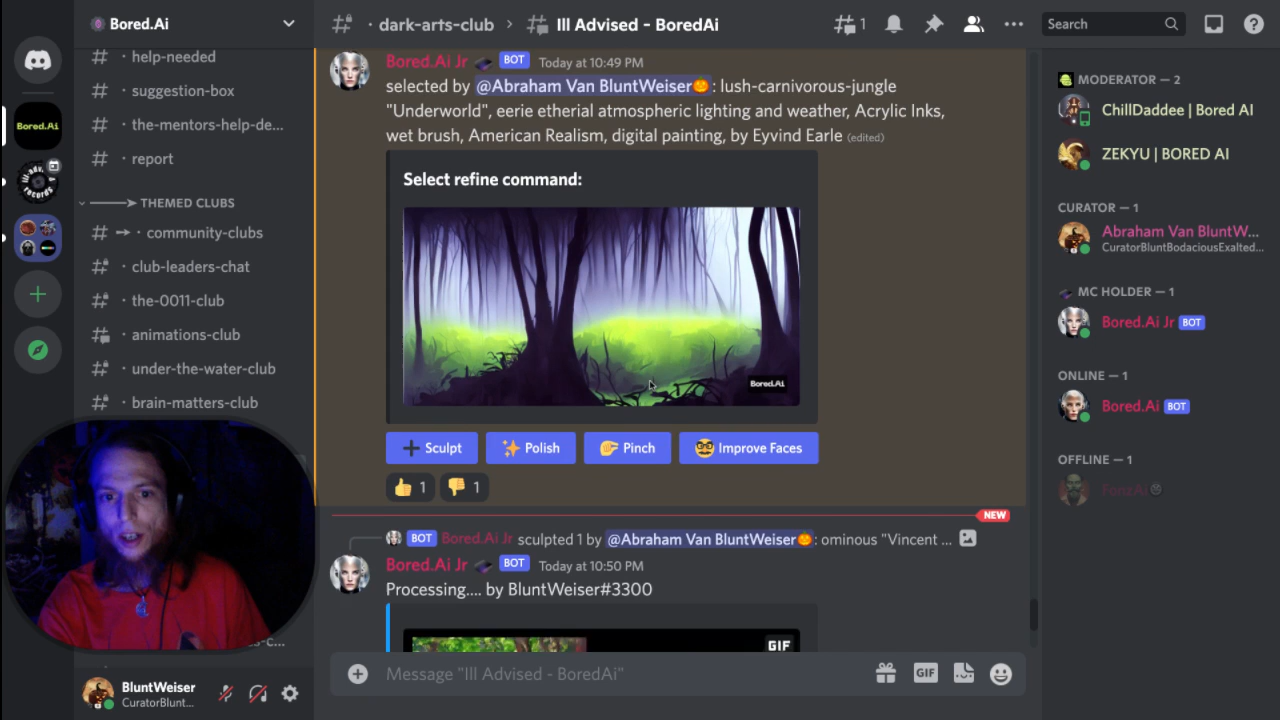 Bored.Ai
· dark-arts-club
Ill Advised - BoredAi
1
Search
Bored.Ai
· help-needed
· suggestion-box
· the-mentors-help-de...
· report
THEMED CLUBS
· community-clubs
· club-leaders-chat
· the-0011-club
· animations-club
· under-the-water-club
· brain-matters-club
BluntWeiser
CuratorBlunt...
Bored.Ai Jr BOT Today at 10:49 PM
selected by @Abraham Van BluntWeiser🎃: lush-carnivorous-jungle
"Underworld", eerie etherial atmospheric lighting and weather, Acrylic Inks,
wet brush, American Realism, digital painting, by Eyvind Earle (edited)
Select refine command:
Bored.Ai
Sculpt
Polish
Pinch
Improve Faces
1
1
NEW
BOT Bored.Ai Jr sculpted 1 by @Abraham Van BluntWeiser🎃: ominous "Vincent ...
Bored.Ai Jr BOT Today at 10:50 PM
Processing.... by BluntWeiser#3300
GIF
Message "Ill Advised - BoredAi"
GIF
MODERATOR — 2
ChillDaddee | Bored AI
ZEKYU | BORED AI
CURATOR — 1
Abraham Van BluntW...
CuratorBluntBodaciousExalted...
MC HOLDER — 1
Bored.Ai Jr BOT
ONLINE — 1
Bored.Ai BOT
OFFLINE — 1